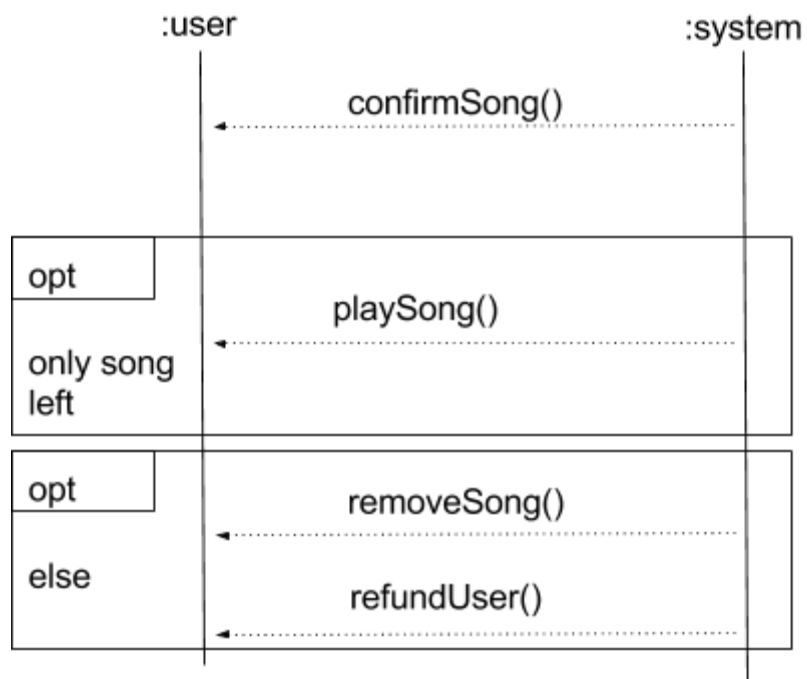 :user
:system
confirmSong()
opt
playSong()
only song
left
opt
removeSong()
else
refundUser()